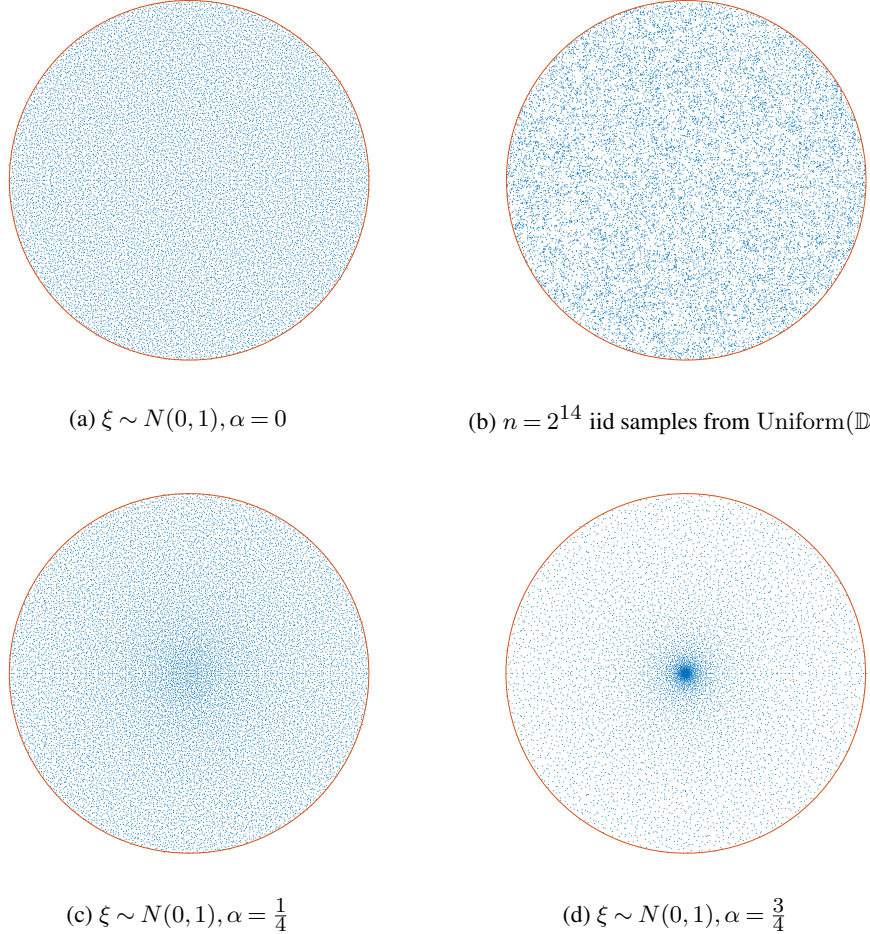 (a) ξ ∼ N(0, 1), α = 0
(b) n = 2^14 iid samples from Uniform(𝔻
(c) ξ ∼ N(0, 1), α = 1/4
(d) ξ ∼ N(0, 1), α = 3/4